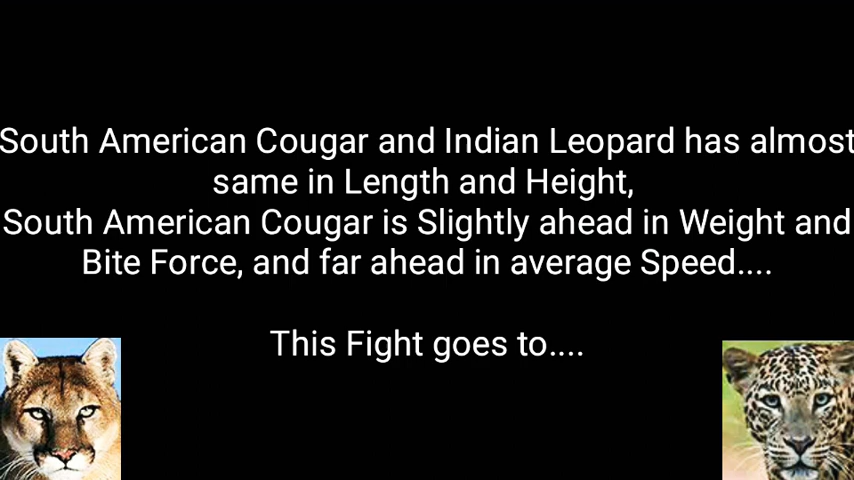 South American Cougar and Indian Leopard has almost
same in Length and Height,
South American Cougar is Slightly ahead in Weight and
Bite Force, and far ahead in average Speed....
This Fight goes to....